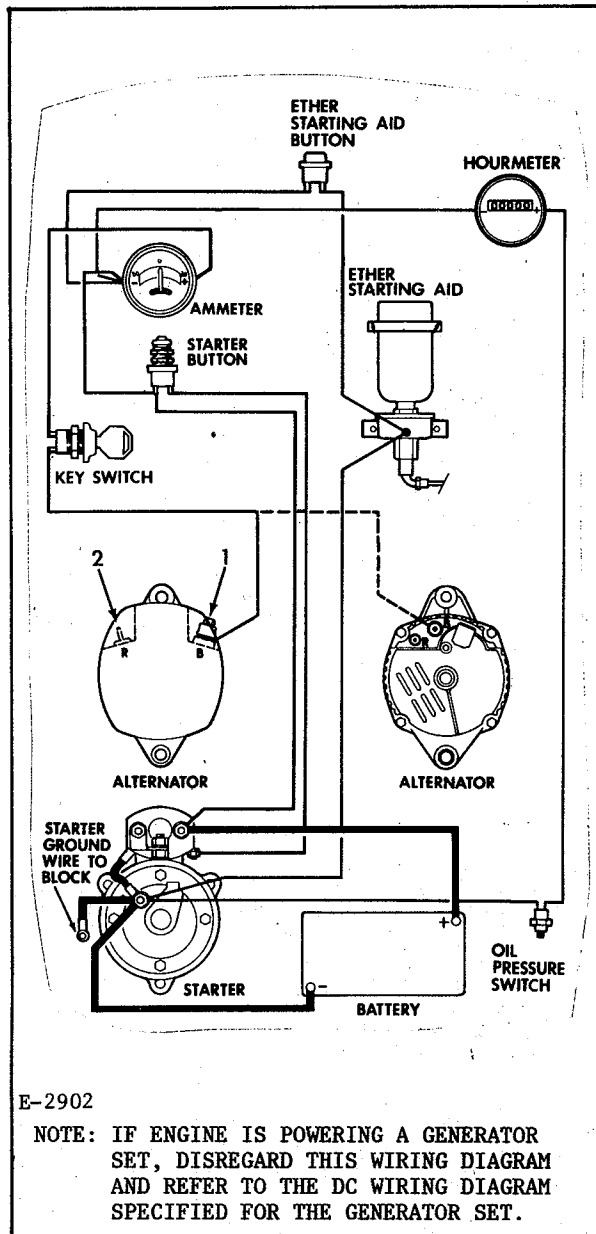 ETHER
STARTING AID
BUTTON
HOURMETER
00000
+
ETHER
STARTING AID
AMMETER
STARTER
BUTTON
KEY SWITCH
2
1
R
B
R
ALTERNATOR
ALTERNATOR
STARTER
GROUND
WIRE TO
BLOCK
STARTER
+
-
BATTERY
OIL
PRESSURE
SWITCH
E-2902
NOTE: IF ENGINE IS POWERING A GENERATOR
SET, DISREGARD THIS WIRING DIAGRAM
AND REFER TO THE DC WIRING DIAGRAM
SPECIFIED FOR THE GENERATOR SET.